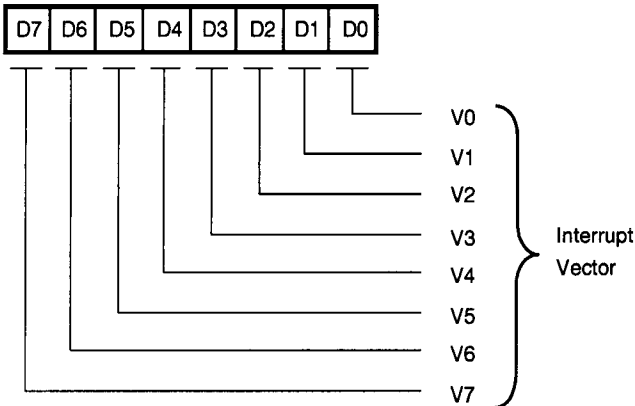 D7 D6 D5 D4 D3 D2 D1 D0
V0
V1
V2
V3
V4
V5
V6
V7
Interrupt
Vector